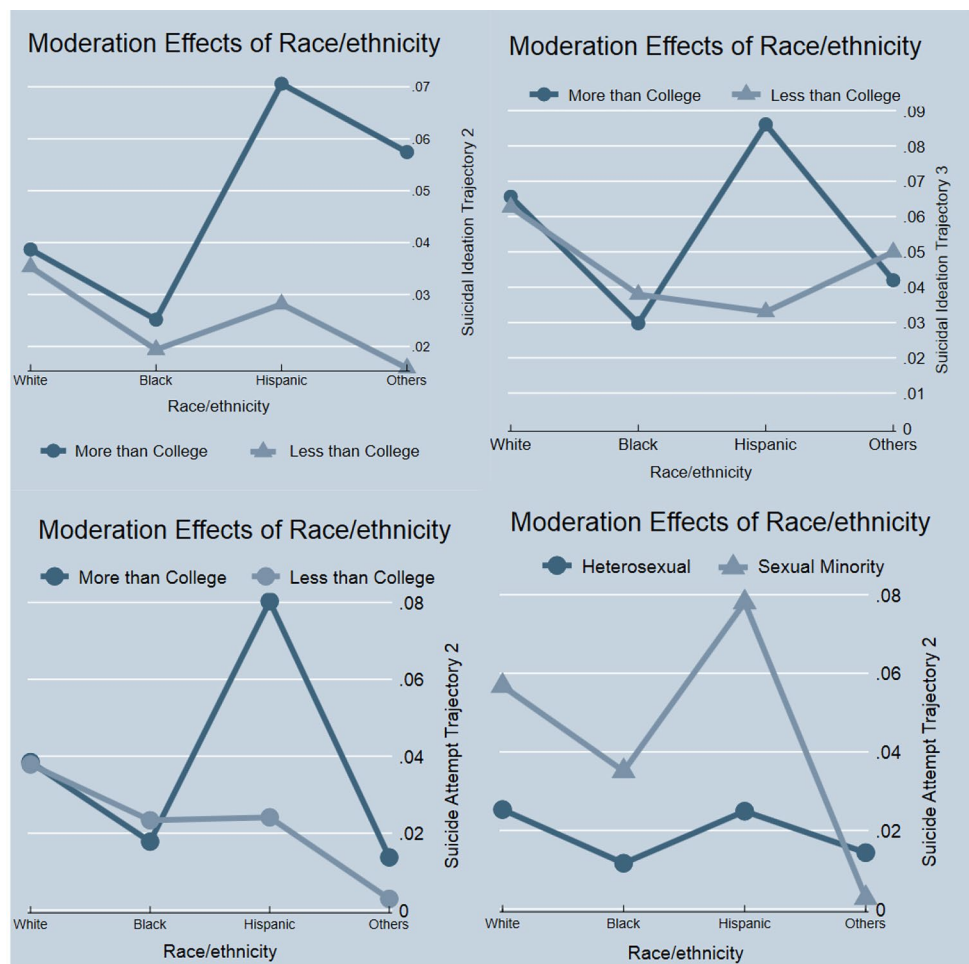 Moderation Effects of Race/ethnicity
.07
.06
.05
.04
.03
.02
Suicidal Ideation Trajectory 2
White Black Hispanic Others
Race/ethnicity
More than College Less than College
Moderation Effects of Race/ethnicity
More than College Less than College
.09
.08
.07
.06
.05
.04
.03
.02
.01
0
Suicidal Ideation Trajectory 3
White Black Hispanic Others
Race/ethnicity
Moderation Effects of Race/ethnicity
More than College Less than College
.08
.06
.04
.02
0
Suicide Attempt Trajectory 2
White Black Hispanic Others
Race/ethnicity
Moderation Effects of Race/ethnicity
Heterosexual Sexual Minority
.08
.06
.04
.02
0
Suicide Attempt Trajectory 2
White Black Hispanic Others
Race/ethnicity